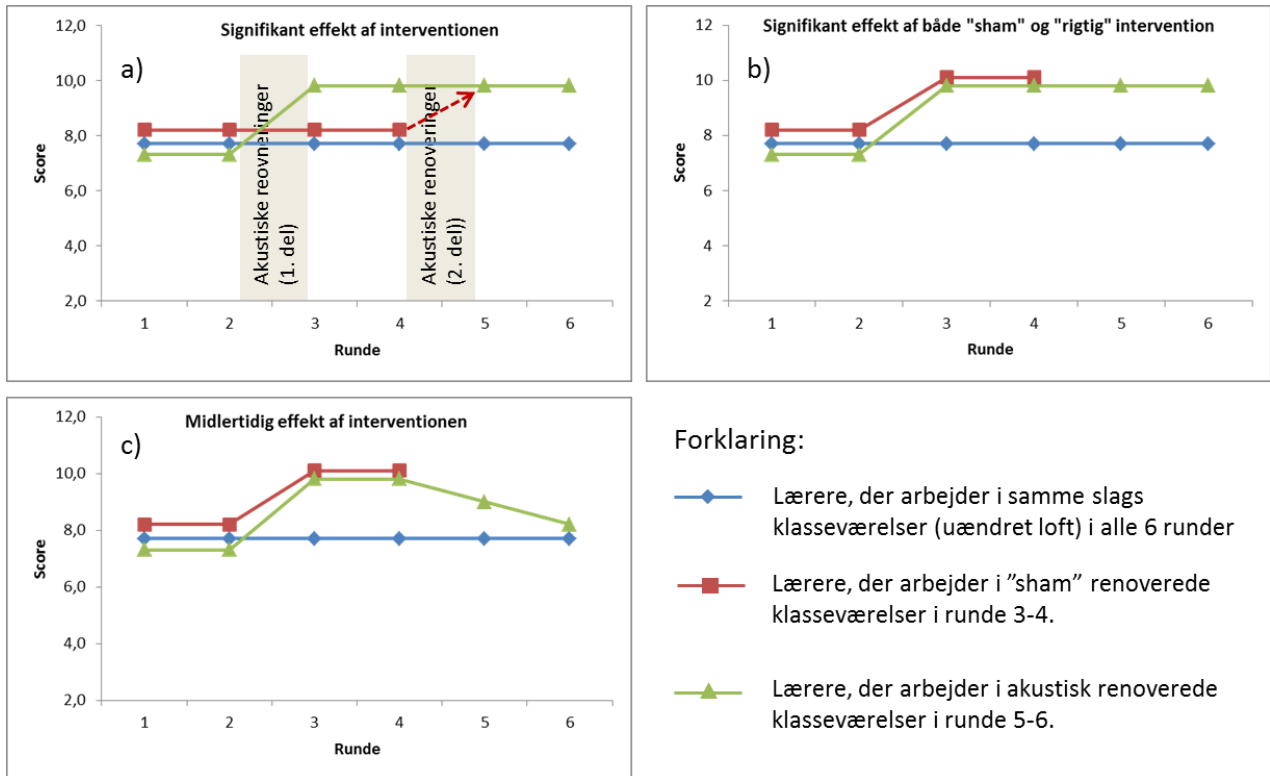 Signifikant effekt af interventionen
a)
12,0
10,0
8,0
6,0
4,0
2,0
Score
Akustiske reovneringer
(1. del)
Akustiske renoveringer
(2. del))
1 2 3 4 5 6
Runde
Signifikant effekt af både "sham" og "rigtig" intervention
b)
12
10
8
6
4
2
Score
1 2 3 4 5 6
Runde
Midlertidig effekt af interventionen
c)
12,0
10,0
8,0
6,0
4,0
2,0
Score
1 2 3 4 5 6
Runde
Forklaring:
Lærere, der arbejder i samme slags
klasseværelser (uændret loft) i alle 6 runder
Lærere, der arbejder i ”sham” renoverede
klasseværelser i runde 3-4.
Lærere, der arbejder i akustisk renoverede
klasseværelser i runde 5-6.